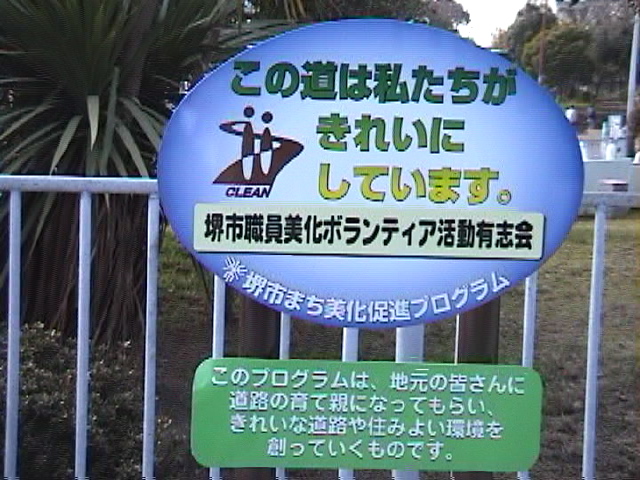 この道は私たちが
きれいに
しています。
CLEAN
堺市職員美化ボランティア活動有志会
堺市まち美化促進プログラム
このプログラムは、地元の皆さんに
道路の育て親になってもらい、
きれいな道路や住みよい環境を
創っていくものです。